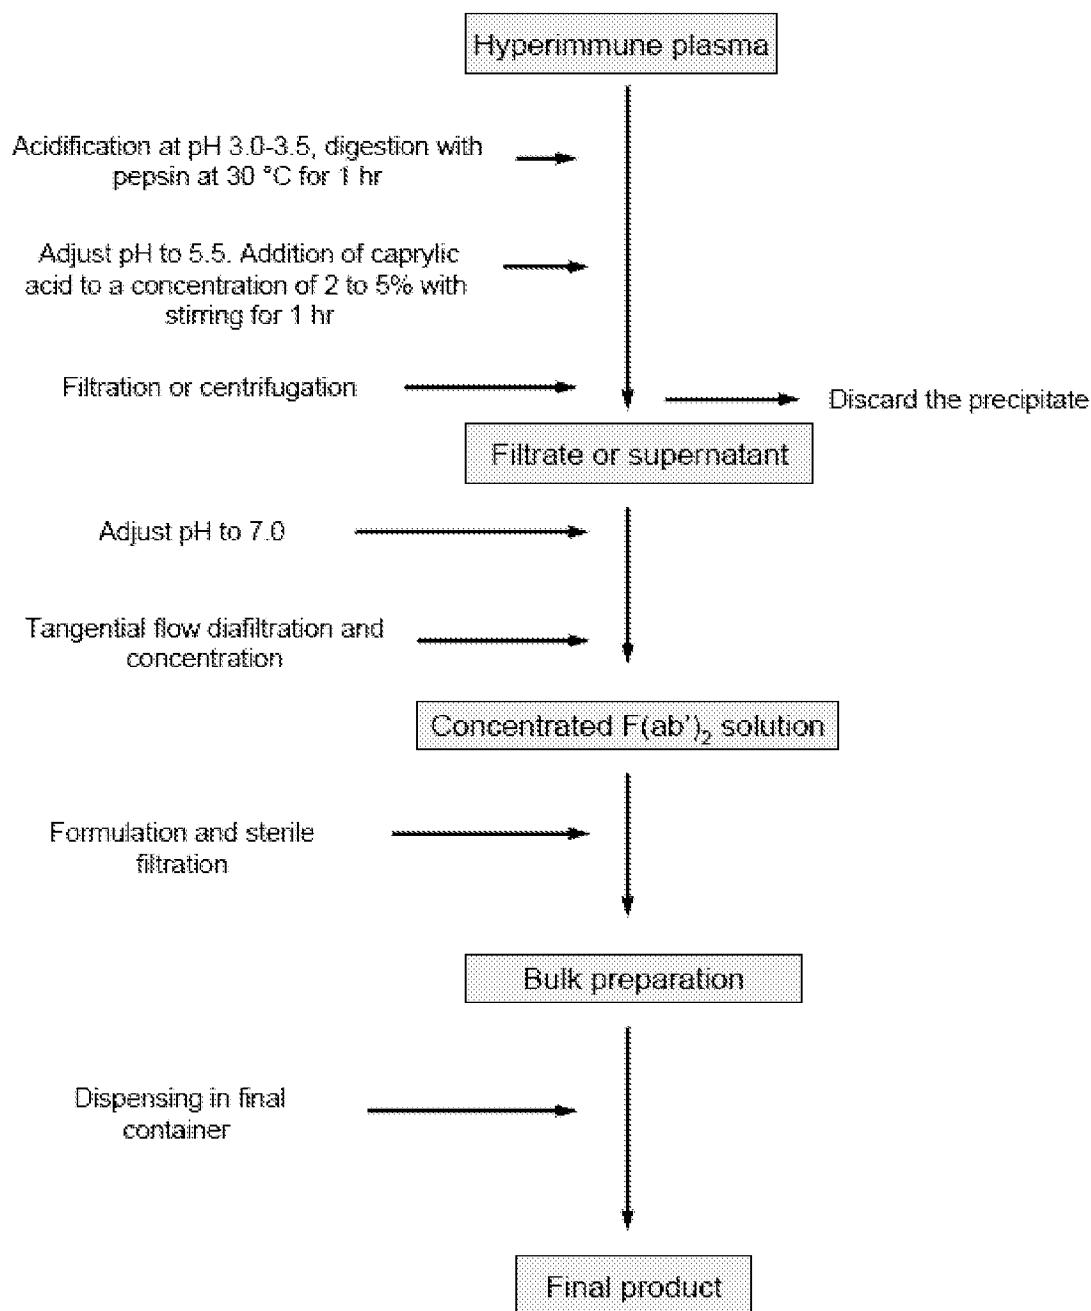 Hyperimmune plasma
Acidification at pH 3.0-3.5, digestion with
pepsin at 30 °C for 1 hr
Adjust pH to 5.5. Addition of caprylic
acid to a concentration of 2 to 5% with
stirring for 1 hr
Filtration or centrifugation
Discard the precipitate
Filtrate or supernatant
Adjust pH to 7.0
Tangential flow diafiltration and
concentration
Concentrated F(ab')₂ solution
Formulation and sterile
filtration
Bulk preparation
Dispensing in final
container
Final product